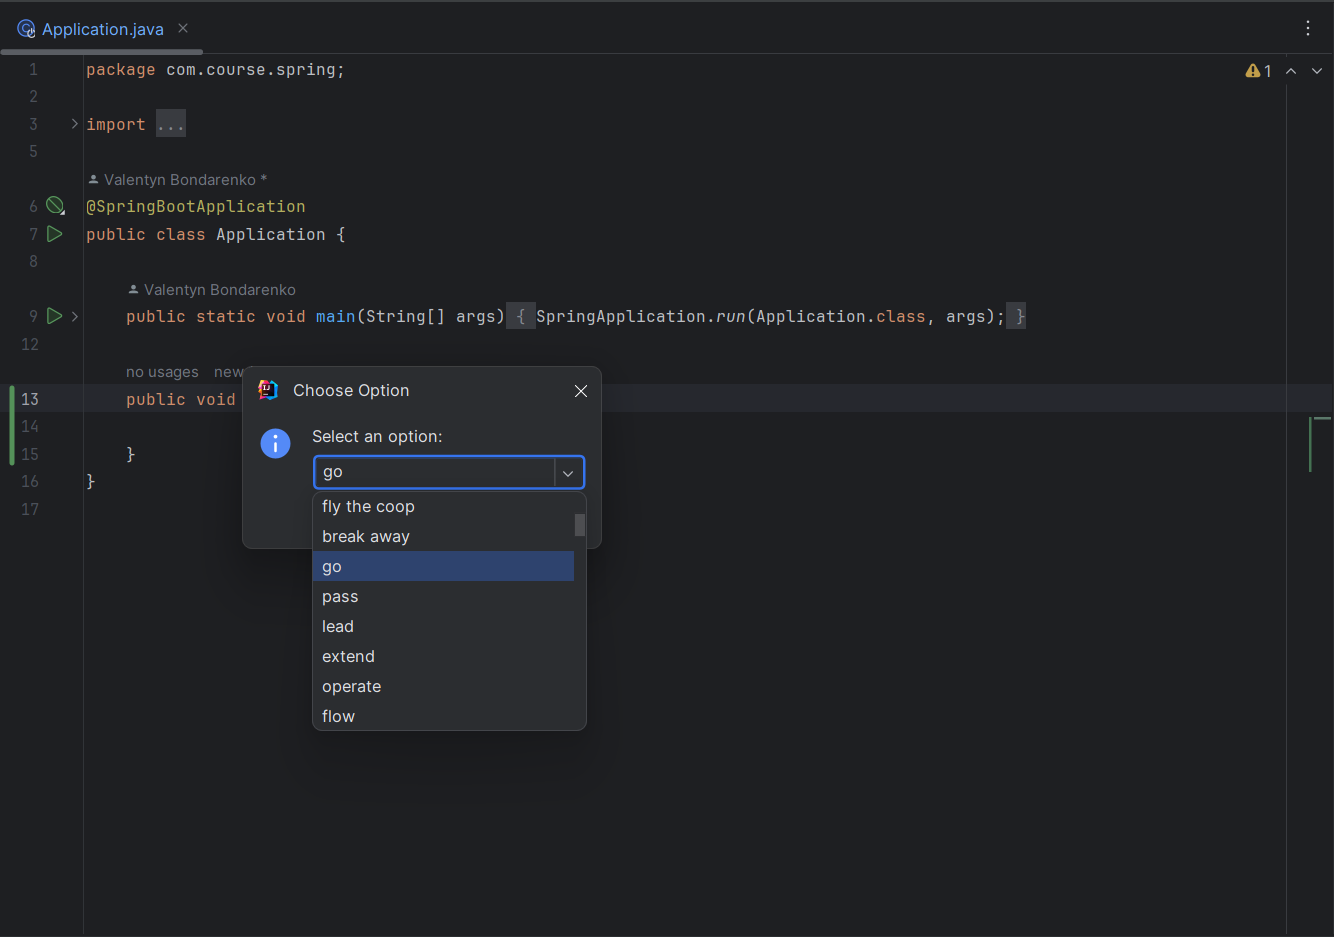 Application.java
1 package com.course.spring;
2
3 import ...
5
Valentyn Bondarenko *
6 @SpringBootApplication
7 public class Application {
8
Valentyn Bondarenko
9 public static void main(String[] args) { SpringApplication.run(Application.class, args); }
12
no usages new
13 public void
14
15 }
16 }
17
1
IJ
Choose Option
Select an option:
go
fly the coop
break away
go
pass
lead
extend
operate
flow